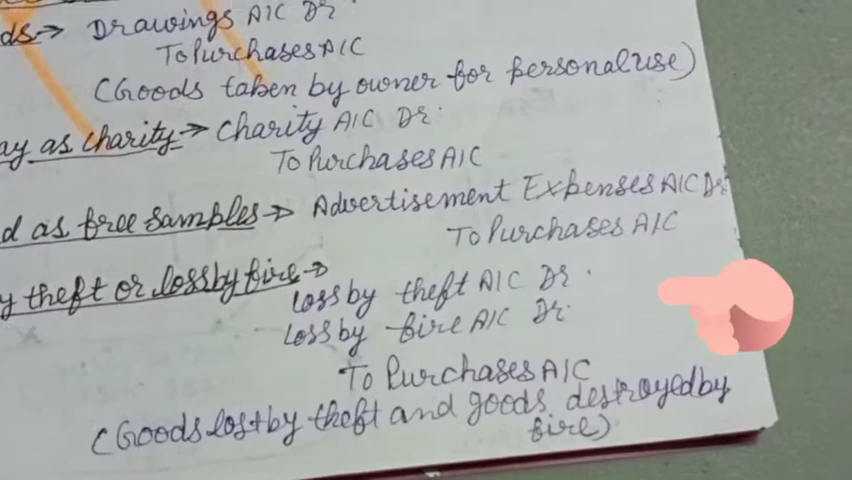 ds→ Drawings A/C Dr.
To Purchases A/C
(Goods taken by owner for personal use)
ay as charity → Charity A/C Dr.
To Purchases A/C
d as free samples → Advertisement Expenses A/C Dr.
To Purchases A/C
y theft or loss by fire →
Loss by theft A/C Dr.
Loss by fire A/C Dr.
To Purchases A/C
(Goods lost by theft and goods destroyed by
fire)